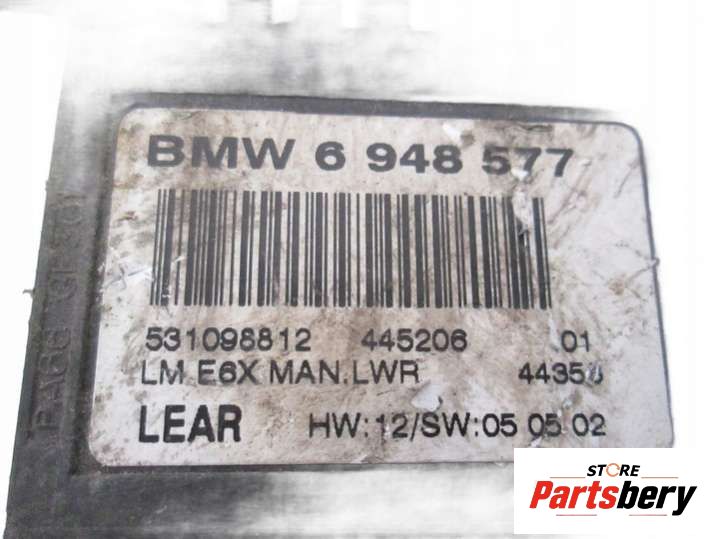 BMW 6 948 577
531098812 445206 01
LM E6X MAN.LWR
LEAR HW:12/SW:05 05 02
STORE
Partsbery